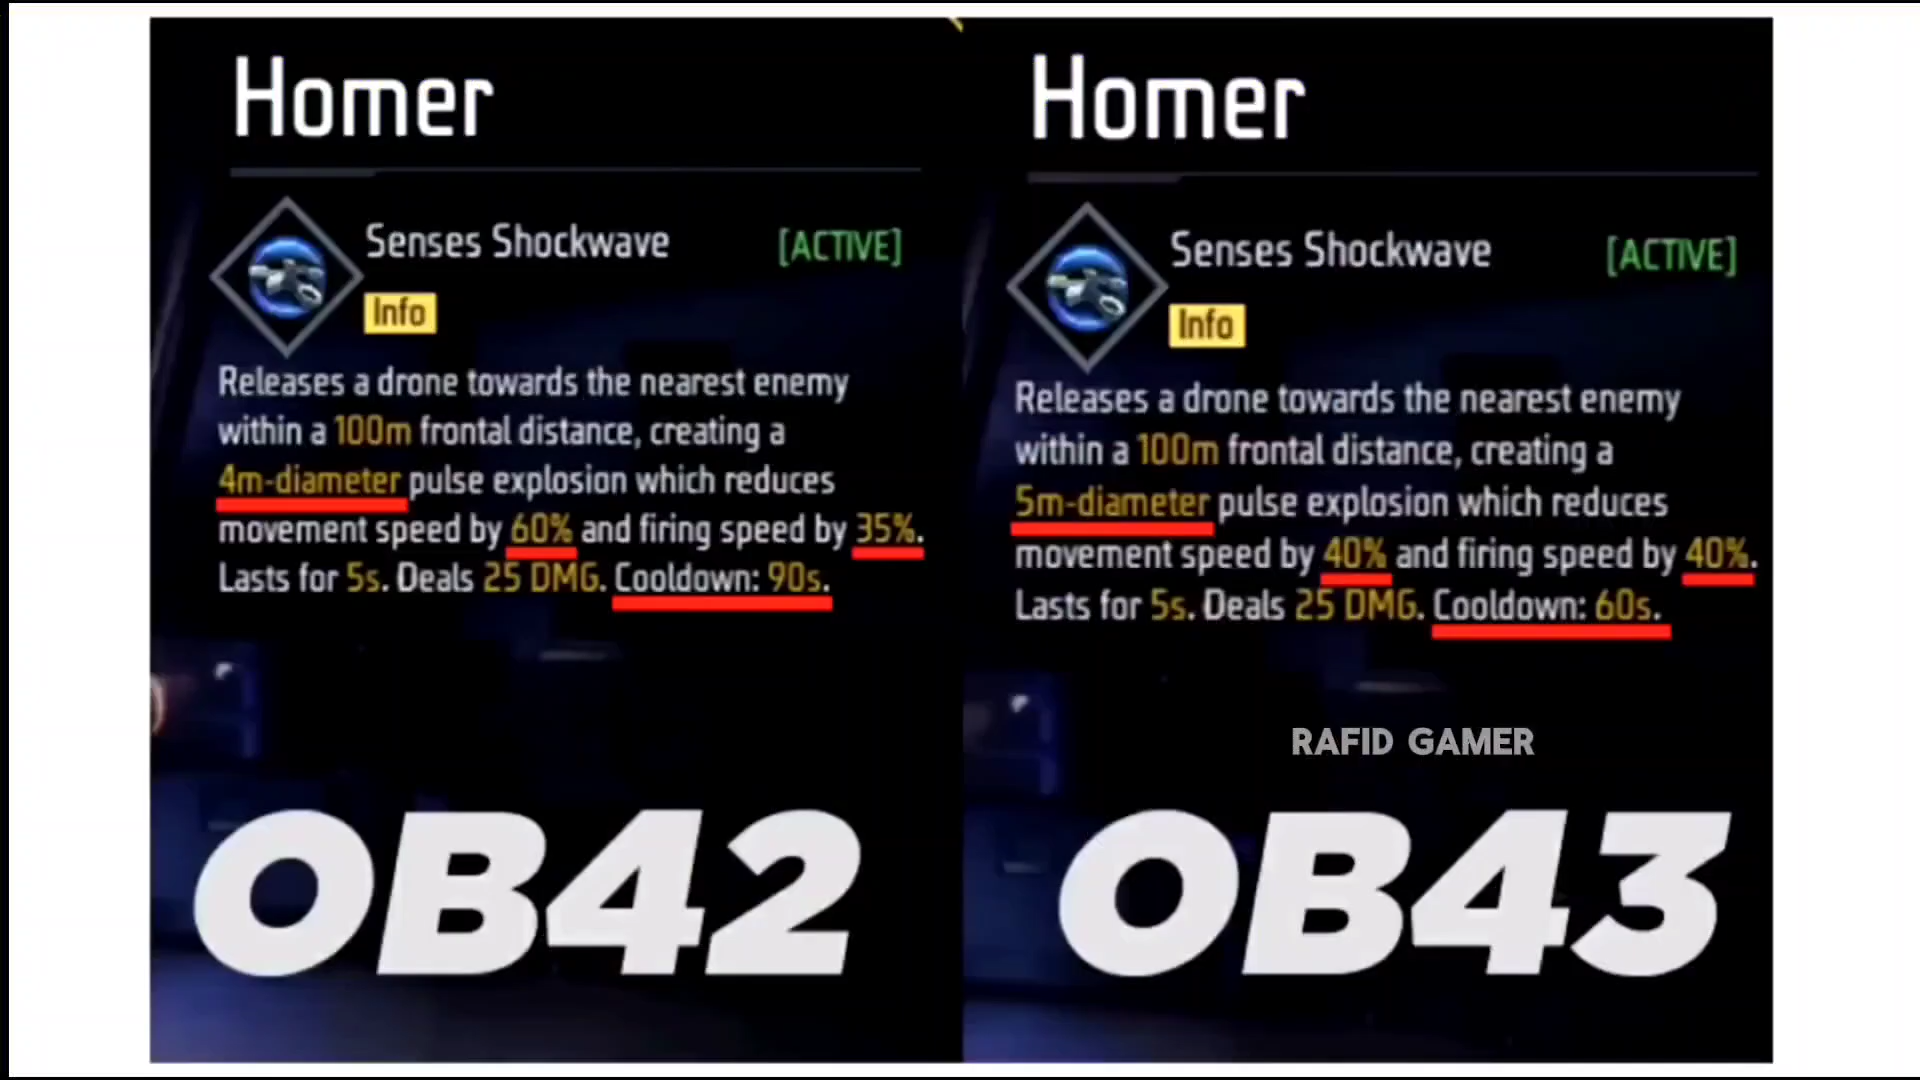 Homer
Senses Shockwave
[ACTIVE]
Info
Releases a drone towards the nearest enemy
within a 100m frontal distance, creating a
4m-diameter pulse explosion which reduces
movement speed by 60% and firing speed by 35%.
Lasts for 5s. Deals 25 DMG. Cooldown: 90s.
OB42
Homer
Senses Shockwave
[ACTIVE]
Info
Releases a drone towards the nearest enemy
within a 100m frontal distance, creating a
5m-diameter pulse explosion which reduces
movement speed by 40% and firing speed by 40%.
Lasts for 5s. Deals 25 DMG. Cooldown: 60s.
RAFID GAMER
OB43